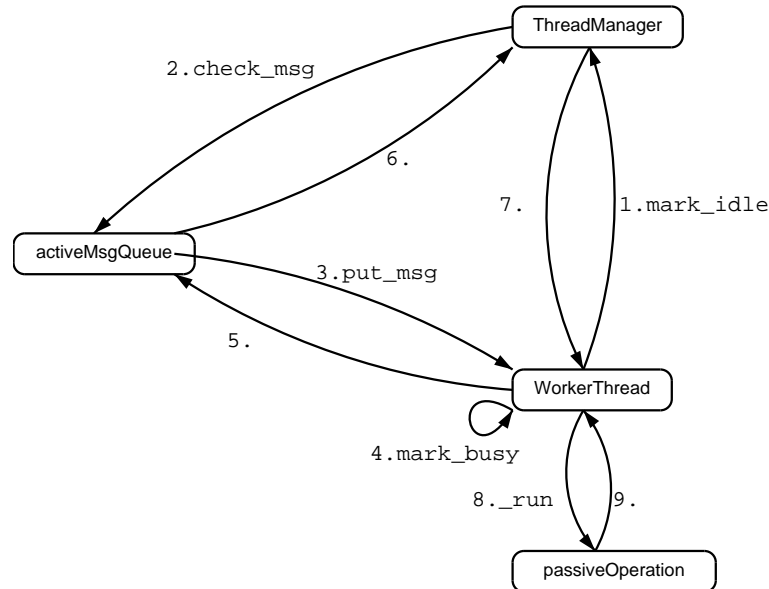 ThreadManager
2.check_msg
6.
7.
1.mark_idle
activeMsgQueue
3.put_msg
5.
WorkerThread
4.mark_busy
8._run
9.
passiveOperation